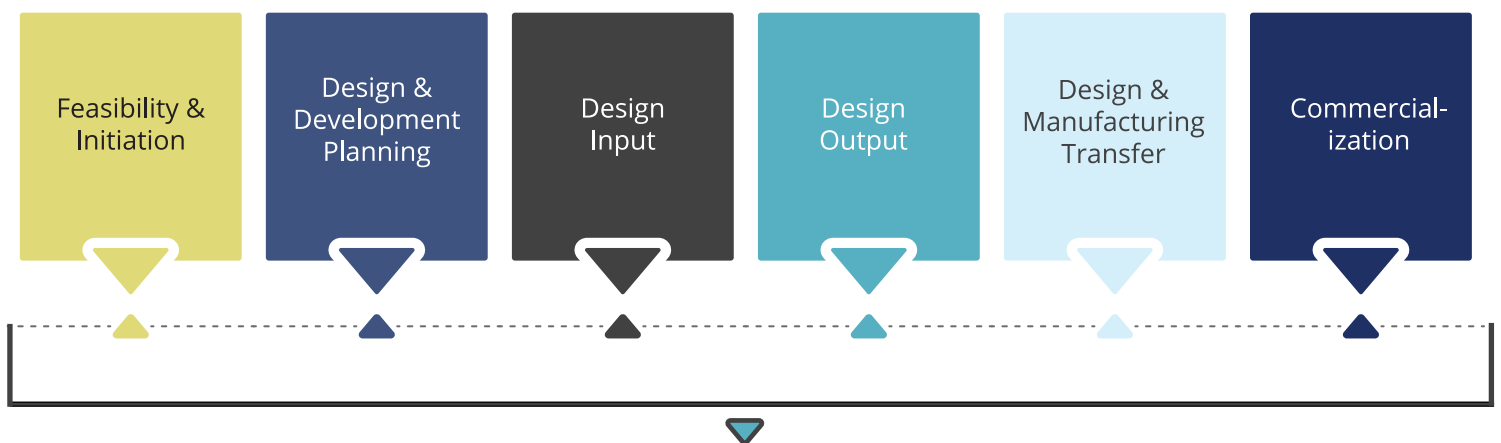 Feasibility &
Initiation
Design &
Development
Planning
Design
Input
Design
Output
Design &
Manufacturing
Transfer
Commercial-
ization